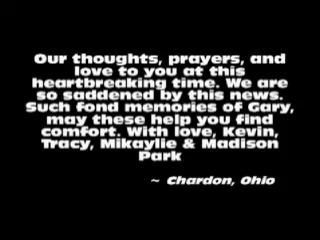 Our thoughts, prayers, and
love to you at this
heartbreaking time. We are
so saddened by this news.
Such fond memories of Gary,
may these help you find
comfort. With love, Kevin,
Tracy, Mikaylie & Madison
Park
~ Chardon, Ohio